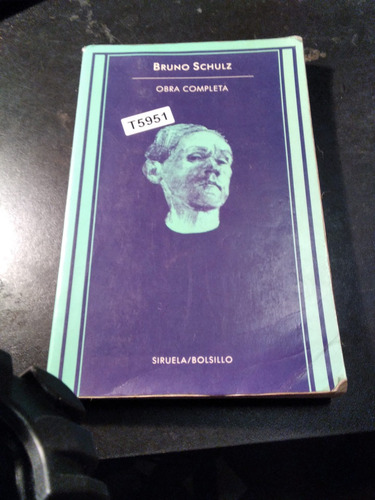 BRUNO SCHULZ
OBRA COMPLETA
T5951
SIRUELA/BOLSILLO